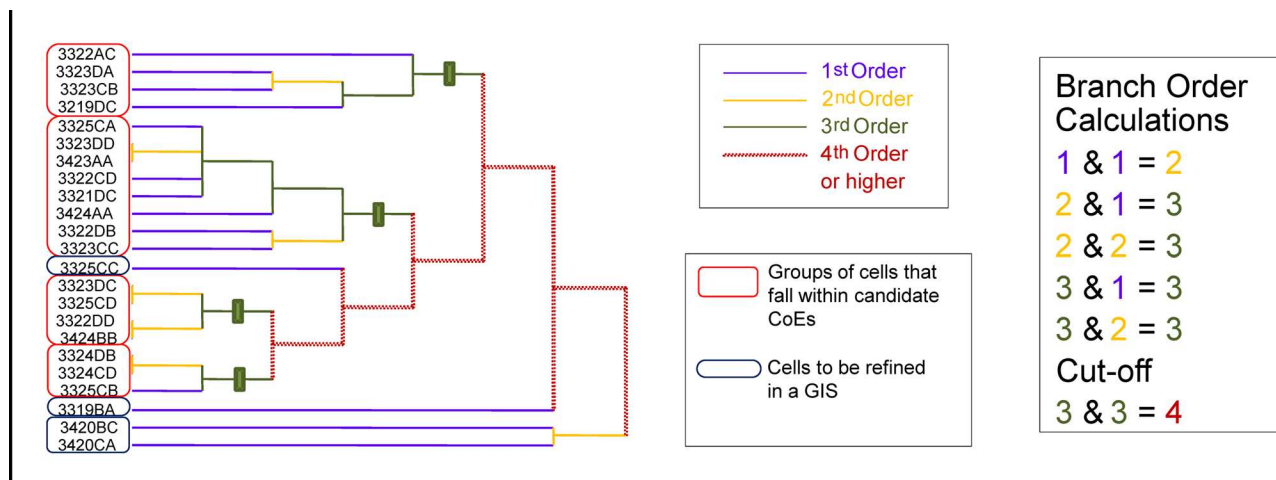 3322AC
3323DA
3323CB
3219DC
3325CA
3323DD
3423AA
3322CD
3321DC
3424AA
3322DB
3323CC
3325CC
3323DC
3325CD
3322DD
3424BB
3324DB
3324CD
3325CB
3319BA
3420BC
3420CA
1st Order
2nd Order
3rd Order
4th Order
or higher
Groups of cells that
fall within candidate
CoEs
Cells to be refined
in a GIS
Branch Order
Calculations
1 & 1 = 2
2 & 1 = 3
2 & 2 = 3
3 & 1 = 3
3 & 2 = 3
Cut-off
3 & 3 = 4